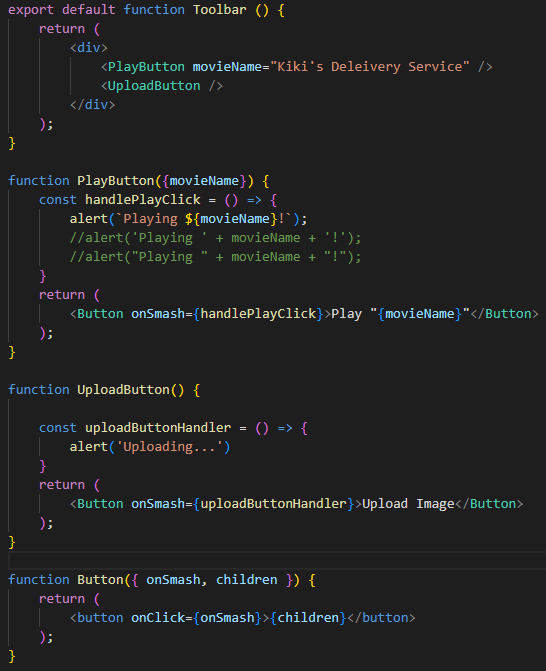 export default function Toolbar () {
    return (
        <div>
            <PlayButton movieName="Kiki's Deleivery Service" />
            <UploadButton />
        </div>
    );
}

function PlayButton({movieName}) {
    const handlePlayClick = () => {
        alert(`Playing ${movieName}!`);
        //alert('Playing ' + movieName + '!');
        //alert("Playing " + movieName + "!");
    }
    return (
        <Button onSmash={handlePlayClick}>Play "{movieName}"</Button>
    );
}

function UploadButton() {

    const uploadButtonHandler = () => {
        alert('Uploading...')
    }
    return (
        <Button onSmash={uploadButtonHandler}>Upload Image</Button>
    );
}

function Button({ onSmash, children }) {
    return (
        <button onClick={onSmash}>{children}</button>
    );
}